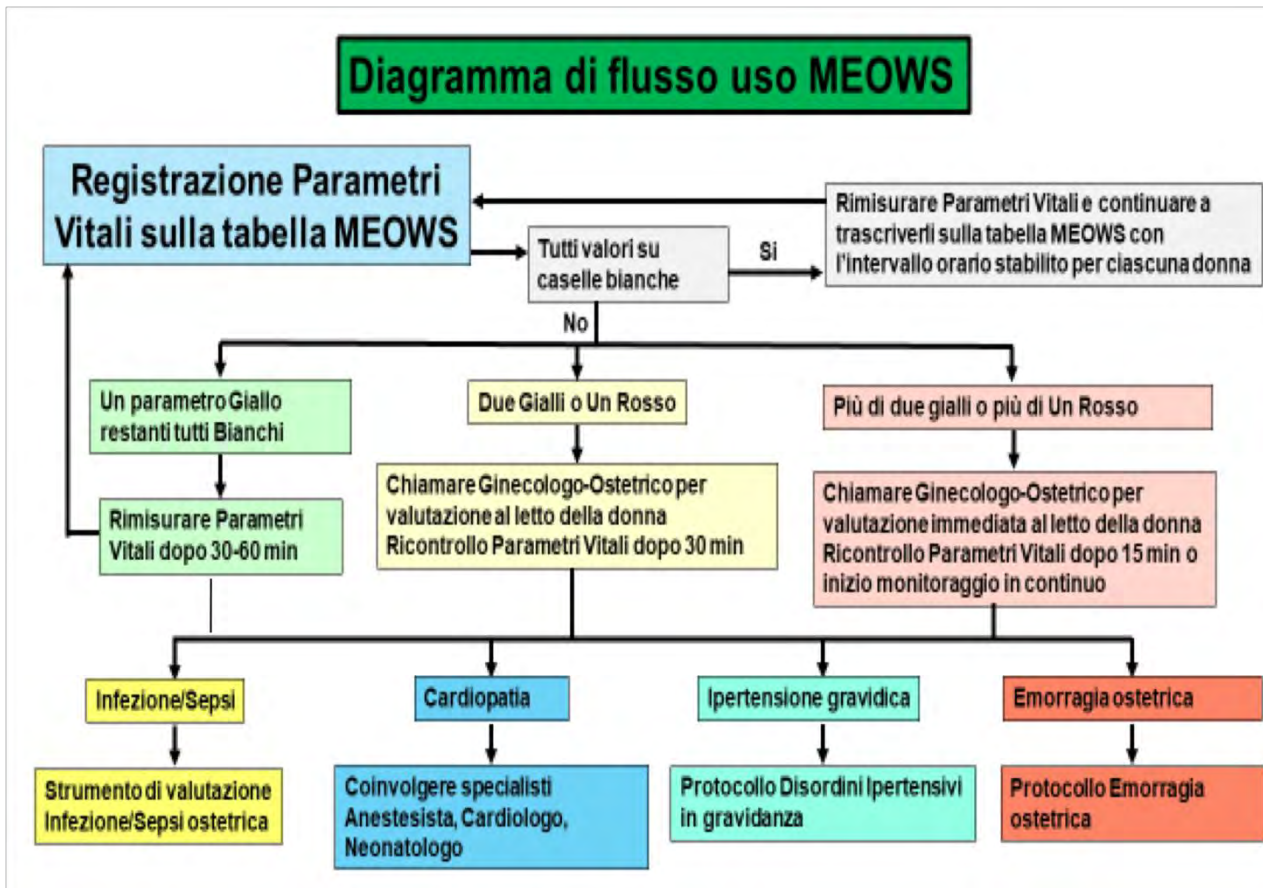 Diagramma di flusso uso MEOWS
Registrazione Parametri
Vitali sulla tabella MEOWS
Tutti valori su
caselle bianche
Si
Rimisurare Parametri Vitali e continuare a
trascriverli sulla tabella MEOWS con
l'intervallo orario stabilito per ciascuna donna
No
Un parametro Giallo
restanti tutti Bianchi
Due Gialli o Un Rosso
Più di due gialli o più di Un Rosso
Rimisurare Parametri
Vitali dopo 30-60 min
Chiamare Ginecologo-Ostetrico per
valutazione al letto della donna
Ricontrollo Parametri Vitali dopo 30 min
Chiamare Ginecologo-Ostetrico per
valutazione immediata al letto della donna
Ricontrollo Parametri Vitali dopo 15 min o
inizio monitoraggio in continuo
Infezione/Sepsi
Cardiopatia
Ipertensione gravidica
Emorragia ostetrica
Strumento di valutazione
Infezione/Sepsi ostetrica
Coinvolgere specialisti
Anestesista, Cardiologo,
Neonatologo
Protocollo Disordini Ipertensivi
in gravidanza
Protocollo Emorragia
ostetrica